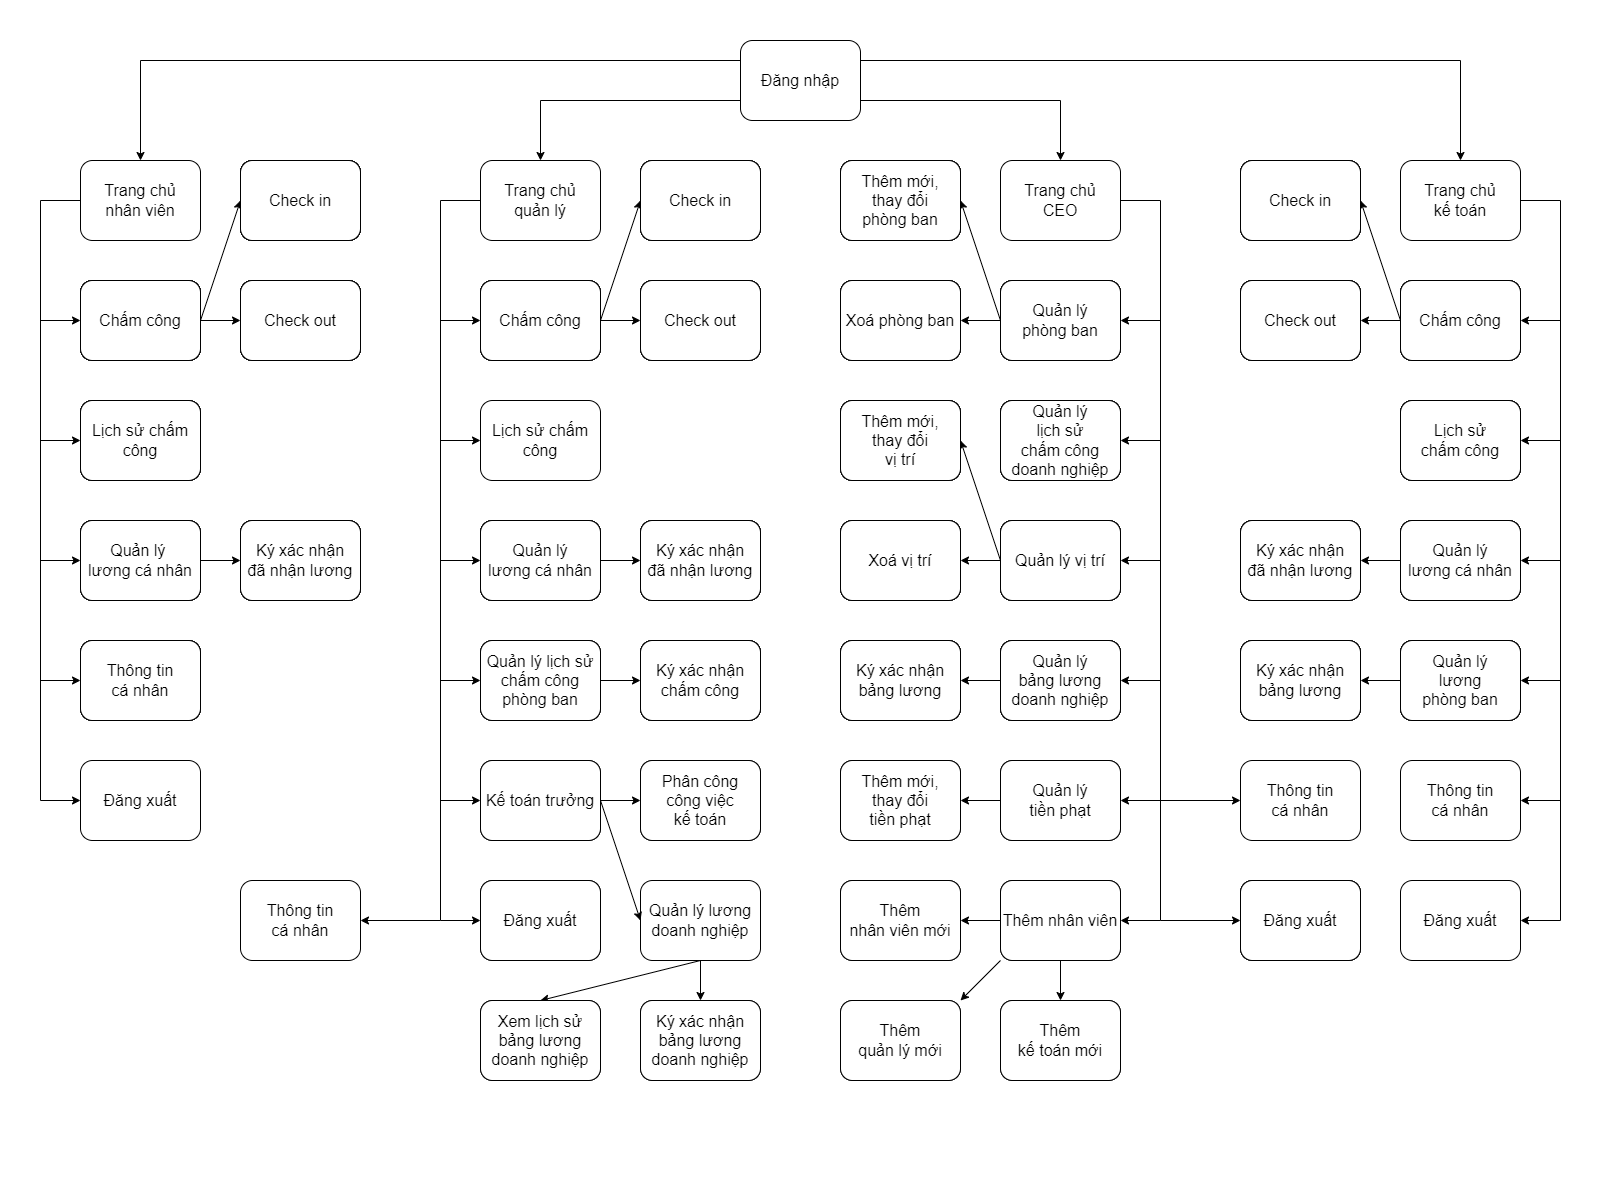 Đăng nhập
Trang chủ
nhân viên
Check in
Trang chủ
quản lý
Check in
Thêm mới,
thay đổi
phòng ban
Trang chủ
CEO
Check in
Trang chủ
kế toán
Chấm công
Check out
Chấm công
Check out
Xoá phòng ban
Quản lý
phòng ban
Check out
Chấm công
Lịch sử chấm
công
Lịch sử chấm
công
Thêm mới,
thay đổi
vị trí
Quản lý
lịch sử
chấm công
doanh nghiệp
Lịch sử
chấm công
Quản lý
lương cá nhân
Ký xác nhận
đã nhận lương
Quản lý
lương cá nhân
Ký xác nhận
đã nhận lương
Xoá vị trí
Quản lý vị trí
Ký xác nhận
đã nhận lương
Quản lý
lương cá nhân
Thông tin
cá nhân
Quản lý lịch sử
chấm công
phòng ban
Ký xác nhận
chấm công
Ký xác nhận
bảng lương
Quản lý
bảng lương
doanh nghiệp
Ký xác nhận
bảng lương
Quản lý
lương
phòng ban
Đăng xuất
Kế toán trưởng
Phân công
công việc
kế toán
Thêm mới,
thay đổi
tiền phạt
Quản lý
tiền phạt
Thông tin
cá nhân
Thông tin
cá nhân
Thông tin
cá nhân
Đăng xuất
Quản lý lương
doanh nghiệp
Thêm
nhân viên mới
Thêm nhân viên
Đăng xuất
Đăng xuất
Xem lịch sử
bảng lương
doanh nghiệp
Ký xác nhận
bảng lương
doanh nghiệp
Thêm
quản lý mới
Thêm
kế toán mới